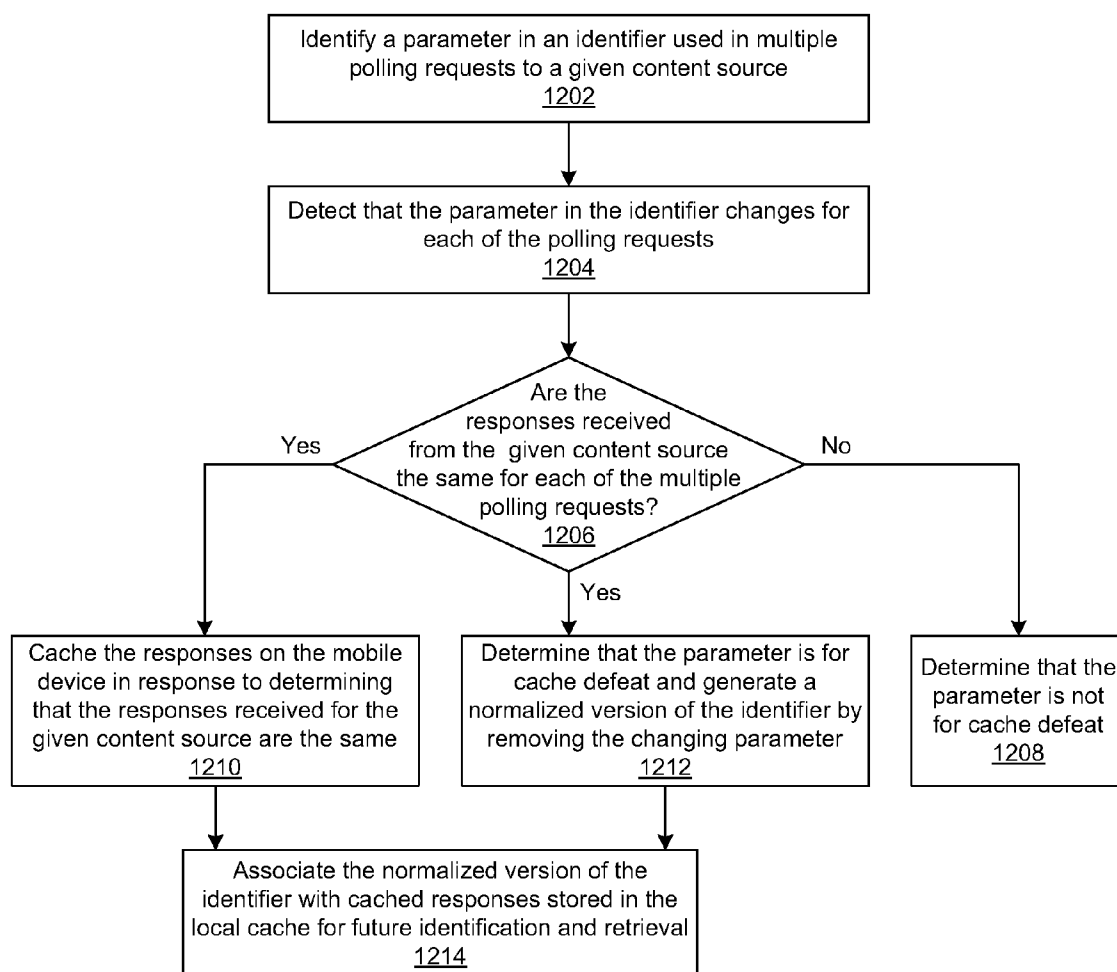 Identify a parameter in an identifier used in multiple
polling requests to a given content source
1202
Detect that the parameter in the identifier changes for
each of the polling requests
1204
Are the
responses received
from the given content source
the same for each of the multiple
polling requests?
1206
Yes
No
Yes
Cache the responses on the mobile
device in response to determining
that the responses received for the
given content source are the same
1210
Determine that the parameter is for
cache defeat and generate a
normalized version of the identifier by
removing the changing parameter
1212
Determine that the
parameter is not
for cache defeat
1208
Associate the normalized version of the
identifier with cached responses stored in the
local cache for future identification and retrieval
1214